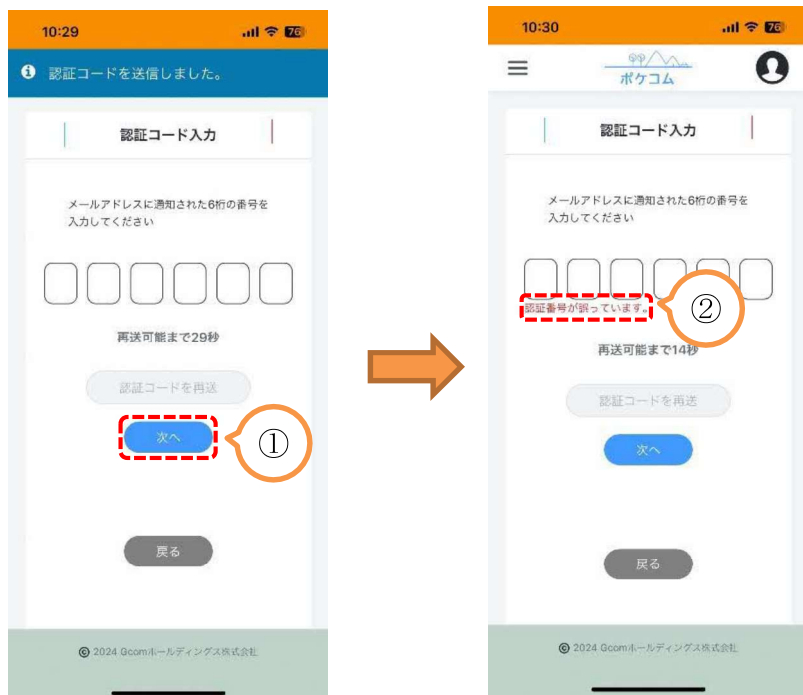 10:29
76
認証コードを送信しました。
認証コード入力
メールアドレスに通知された6桁の番号を
入力してください
再送可能まで29秒
認証コードを再送
次へ
①
戻る
© 2024 Gcomホールディングス株式会社
10:30
76
ポケコム
認証コード入力
メールアドレスに通知された6桁の番号を
入力してください
認証番号が誤っています。
②
再送可能まで14秒
認証コードを再送
次へ
戻る
© 2024 Gcomホールディングス株式会社